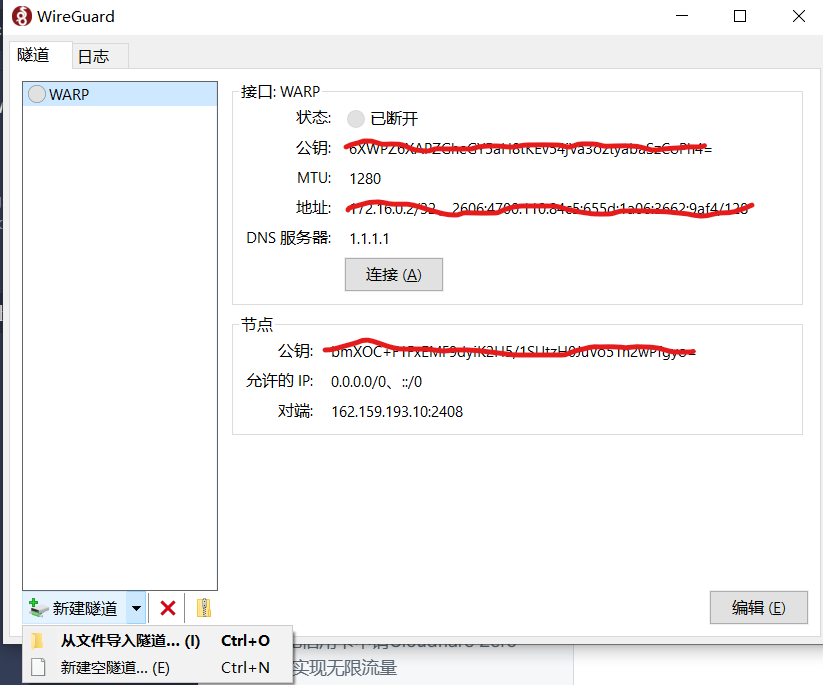 WireGuard
隧道
日志
WARP
接口: WARP
状态: 已断开
公钥:
MTU: 1280
地址:
DNS 服务器: 1.1.1.1
连接 (A)
节点
公钥:
允许的 IP: 0.0.0.0/0、::/0
对端: 162.159.193.10:2408
新建隧道
编辑 (E)
从文件导入隧道... (I) Ctrl+O
新建空隧道... (E) Ctrl+N
实现无限流量